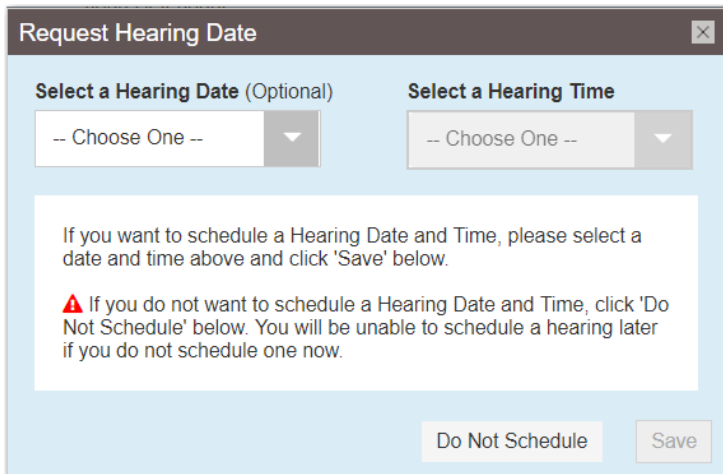 Request Hearing Date
Select a Hearing Date (Optional)
Select a Hearing Time
-- Choose One --
-- Choose One --
If you want to schedule a Hearing Date and Time, please select a
date and time above and click 'Save' below.
If you do not want to schedule a Hearing Date and Time, click 'Do
Not Schedule' below. You will be unable to schedule a hearing later
if you do not schedule one now.
Do Not Schedule
Save